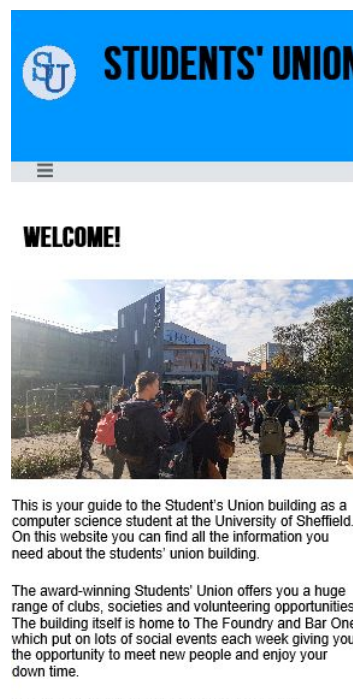 SU
STUDENTS' UNION
WELCOME!
This is your guide to the Student's Union building as a
computer science student at the University of Sheffield.
On this website you can find all the information you
need about the students' union building.
The award-winning Students' Union offers you a huge
range of clubs, societies and volunteering opportunities
The building itself is home to The Foundry and Bar One
which put on lots of social events each week giving you
the opportunity to meet new people and enjoy your
down time.